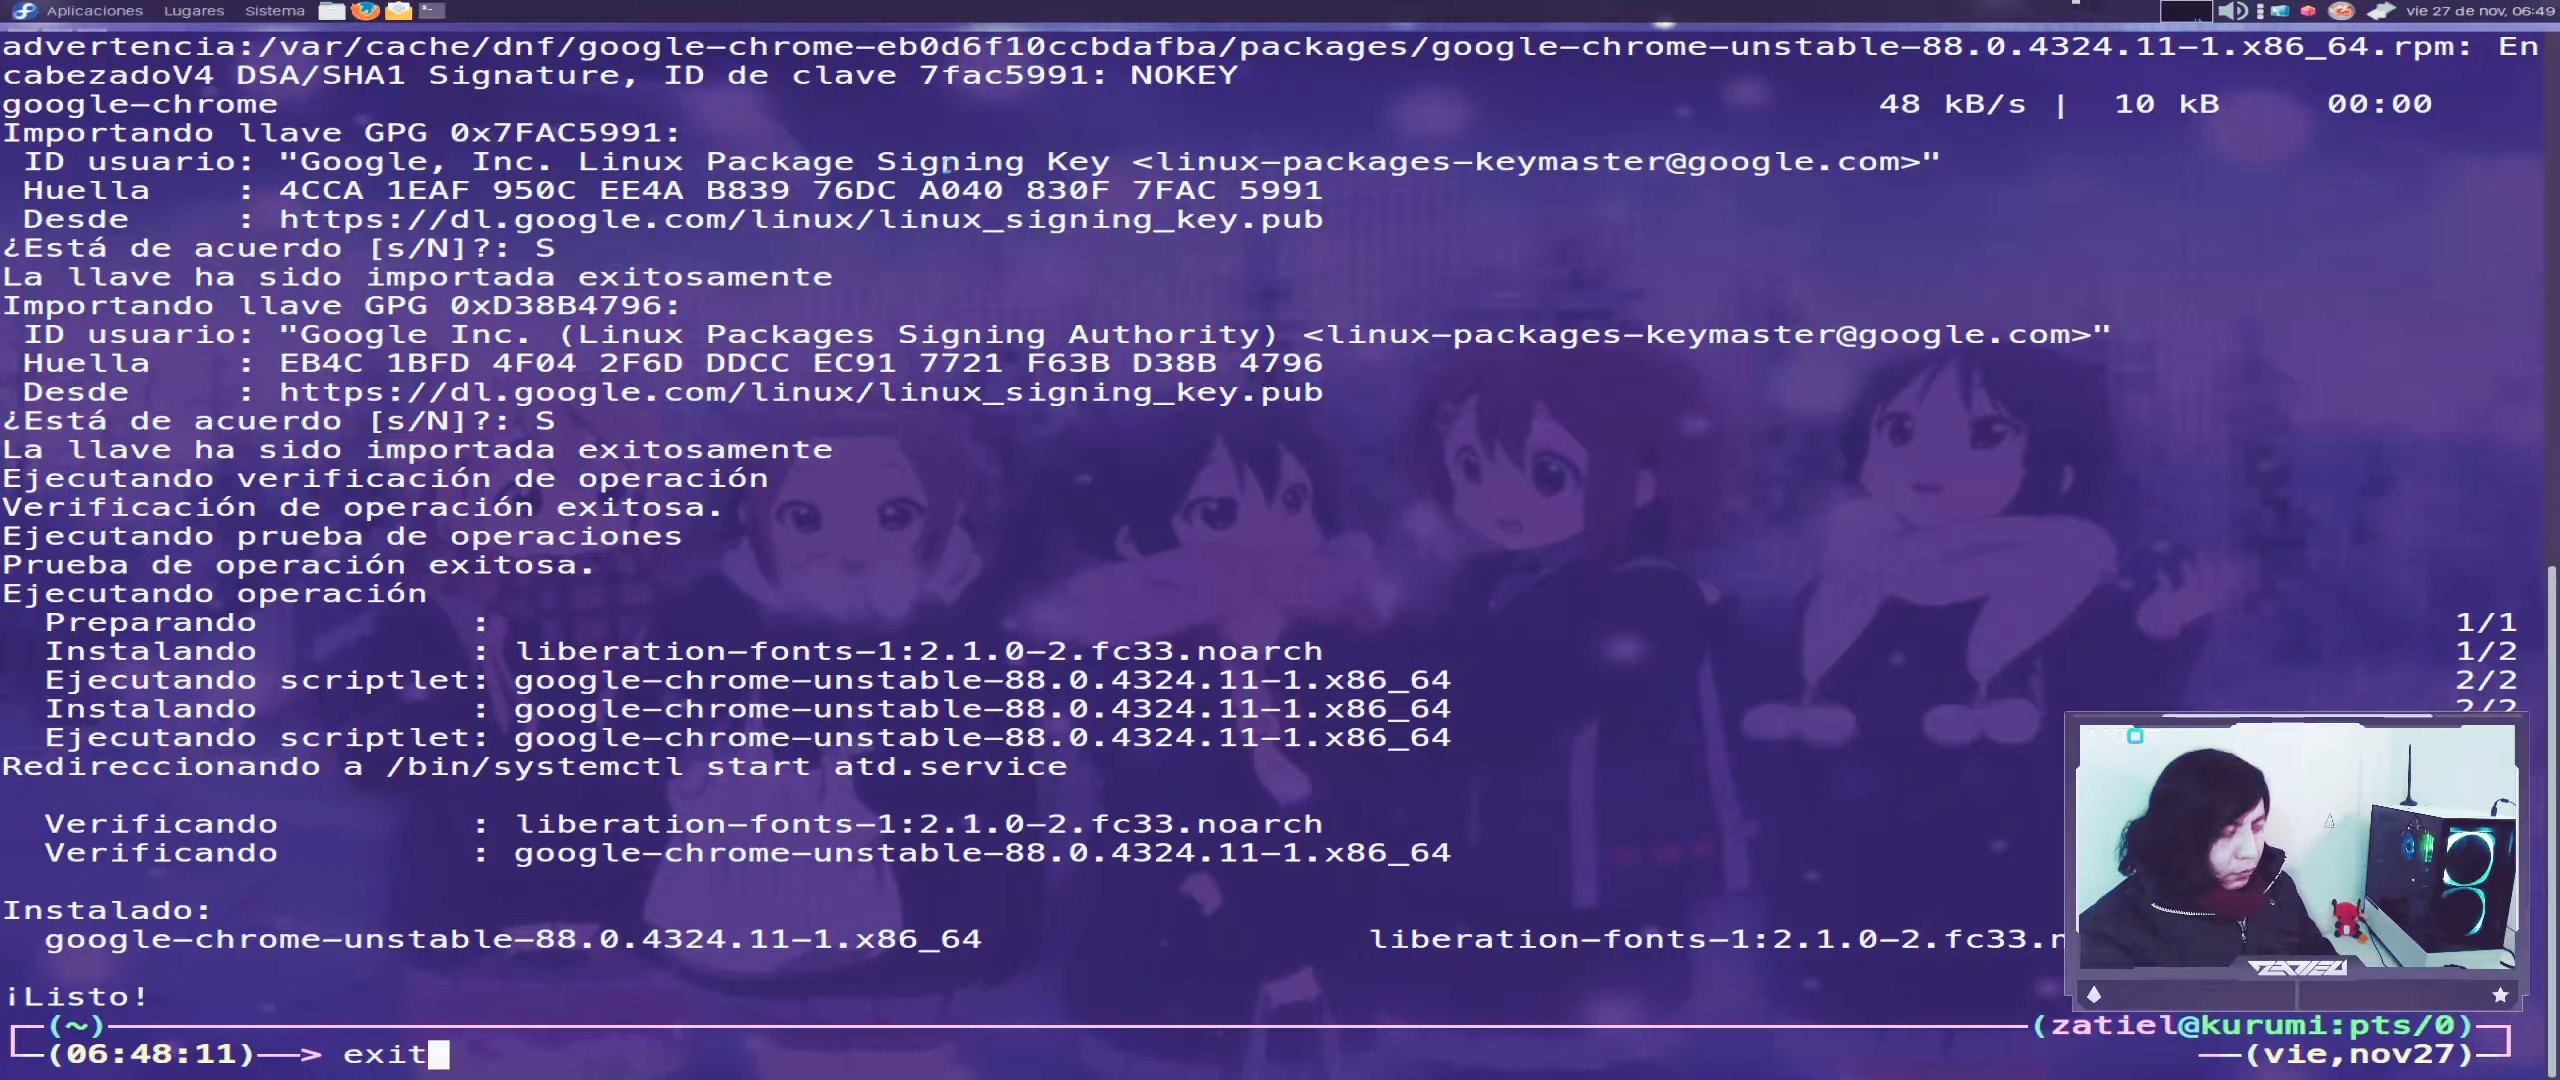 Aplicaciones Lugares Sistema vie 27 de nov, 06:49
advertencia:/var/cache/dnf/google-chrome-eb0d6f10ccbdafba/packages/google-chrome-unstable-88.0.4324.11-1.x86_64.rpm: En
cabezadoV4 DSA/SHA1 Signature, ID de clave 7fac5991: NOKEY
google-chrome 48 kB/s | 10 kB 00:00
Importando llave GPG 0x7FAC5991:
ID usuario: "Google, Inc. Linux Package Signing Key <linux-packages-keymaster@google.com>"
Huella : 4CCA 1EAF 950C EE4A B839 76DC A040 830F 7FAC 5991
Desde : https://dl.google.com/linux/linux_signing_key.pub
¿Está de acuerdo [s/N]?: S
La llave ha sido importada exitosamente
Importando llave GPG 0xD38B4796:
ID usuario: "Google Inc. (Linux Packages Signing Authority) <linux-packages-keymaster@google.com>"
Huella : EB4C 1BFD 4F04 2F6D DDCC EC91 7721 F63B D38B 4796
Desde : https://dl.google.com/linux/linux_signing_key.pub
¿Está de acuerdo [s/N]?: S
La llave ha sido importada exitosamente
Ejecutando verificación de operación
Verificación de operación exitosa.
Ejecutando prueba de operaciones
Prueba de operación exitosa.
Ejecutando operación
Preparando : 1/1
Instalando : liberation-fonts-1:2.1.0-2.fc33.noarch 1/2
Ejecutando scriptlet: google-chrome-unstable-88.0.4324.11-1.x86_64 2/2
Instalando : google-chrome-unstable-88.0.4324.11-1.x86_64 2/2
Ejecutando scriptlet: google-chrome-unstable-88.0.4324.11-1.x86_64
Redireccionando a /bin/systemctl start atd.service
Verificando : liberation-fonts-1:2.1.0-2.fc33.noarch
Verificando : google-chrome-unstable-88.0.4324.11-1.x86_64
Instalado:
google-chrome-unstable-88.0.4324.11-1.x86_64 liberation-fonts-1:2.1.0-2.fc33.n
¡Listo!
(~) (zatiel@kurumi:pts/0)
(06:48:11)—> exit (vie,nov27)